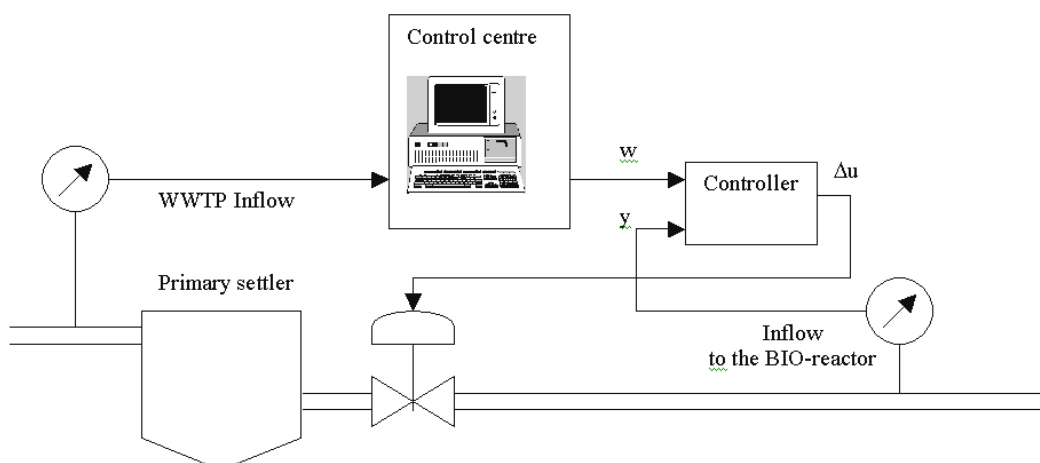 Control centre
w
Controller
Δu
WWTP Inflow
y
Primary settler
Inflow
to the BIO-reactor